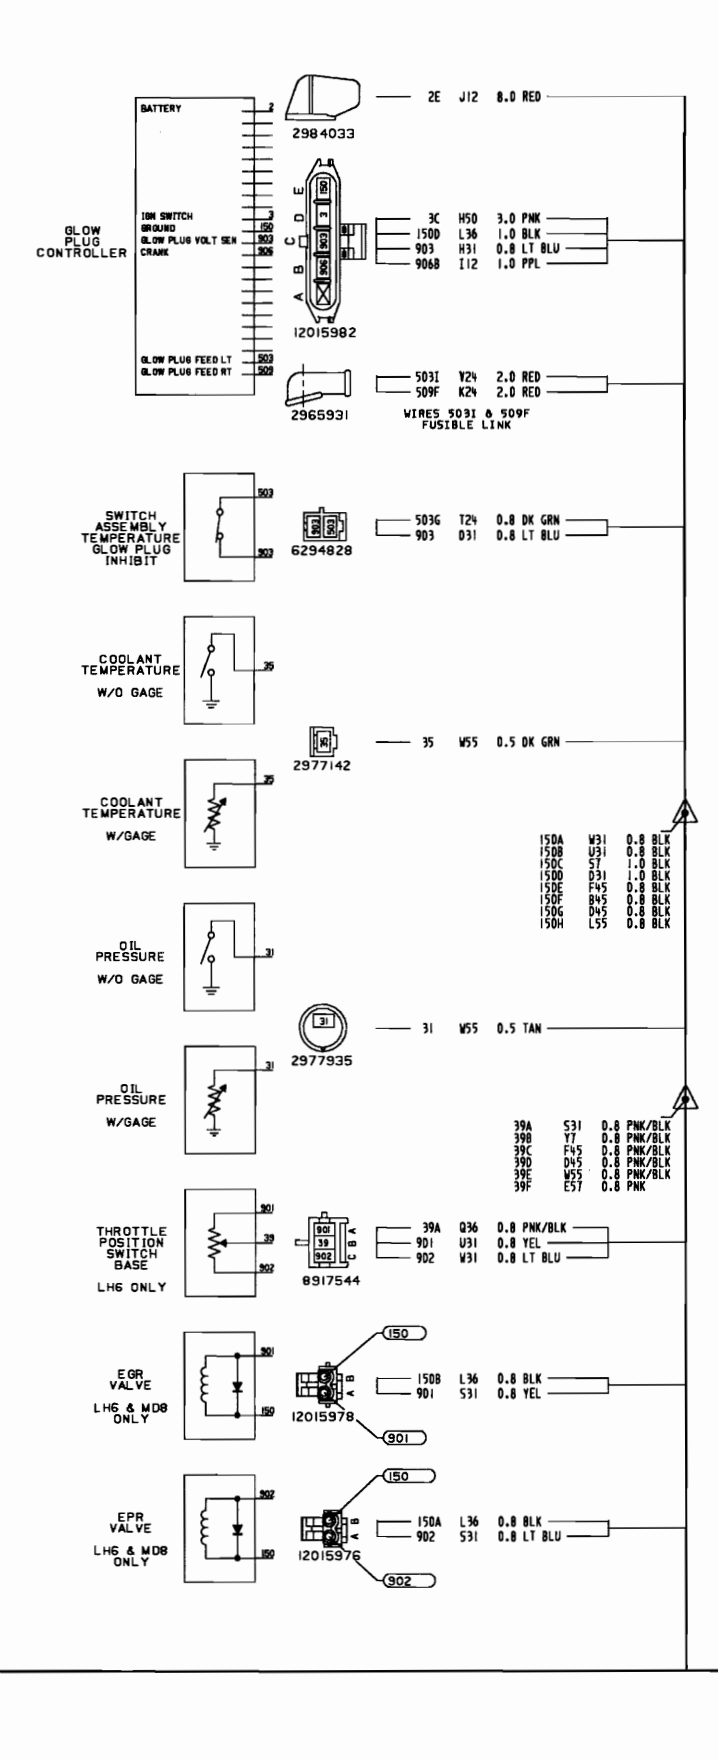 BATTERY 2
2984033
2E J12 8.0 RED
GLOW
PLUG
CONTROLLER
IGN SWITCH 3
GROUND 150
GLOW PLUG VOLT SEN 903
CRANK 906
E 150
D 3
C 903
B 906
A
12015982
3C H50 3.0 PNK
150D L36 1.0 BLK
903 H31 0.8 LT BLU
906B I12 1.0 PPL
GLOW PLUG FEED LT 503
GLOW PLUG FEED RT 509
2965931
503I V24 2.0 RED
509F K24 2.0 RED
WIRES 503I & 509F
FUSIBLE LINK
SWITCH
ASSEMBLY
TEMPERATURE
GLOW PLUG
INHIBIT
503
903
903 503
6294828
503G T24 0.8 DK GRN
903 D31 0.8 LT BLU
COOLANT
TEMPERATURE
W/O GAGE
35
35
2977142
35 W55 0.5 DK GRN
COOLANT
TEMPERATURE
W/GAGE
35
150A W31 0.8 BLK
150B U31 0.8 BLK
150C S7 1.0 BLK
150D D31 1.0 BLK
150E F45 0.8 BLK
150F B45 0.8 BLK
150G D45 0.8 BLK
150H L55 0.8 BLK
OIL
PRESSURE
W/O GAGE
31
31
2977935
31 W55 0.5 TAN
OIL
PRESSURE
W/GAGE
31
39A S31 0.8 PNK/BLK
39B Y7 0.8 PNK/BLK
39C F45 0.8 PNK/BLK
39D D45 0.8 PNK/BLK
39E W55 0.8 PNK/BLK
39F E57 0.8 PNK
THROTTLE
POSITION
SWITCH
BASE
LH6 ONLY
901
39
902
901 A
39 B
902 C
8917544
39A Q36 0.8 PNK/BLK
901 U31 0.8 YEL
902 W31 0.8 LT BLU
EGR
VALVE
LH6 & MD8
ONLY
901
150
150
B
A
12015978
901
150B L36 0.8 BLK
901 S31 0.8 YEL
EPR
VALVE
LH6 & MD8
ONLY
902
150
150
B
A
12015976
902
150A L36 0.8 BLK
902 S31 0.8 LT BLU